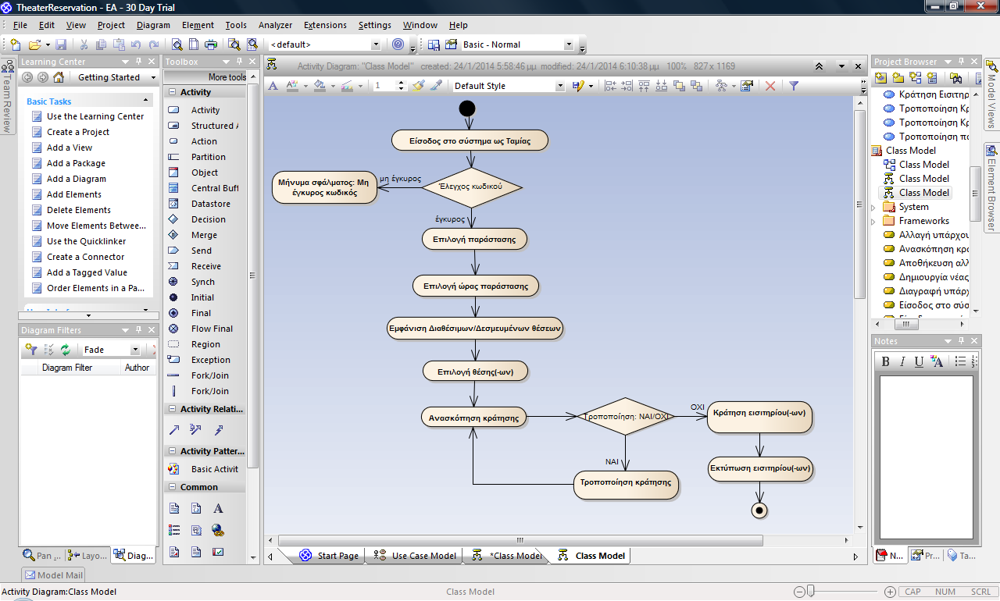 TheaterReservation - EA - 30 Day Trial
File Edit View Project Diagram Element Tools Analyzer Extensions Settings Window Help
<default>
Basic - Normal
Team Review
Learning Center
Getting Started
Basic Tasks
Use the Learning Center
Create a Project
Add a View
Add a Package
Add a Diagram
Add Elements
Delete Elements
Move Elements Betwee...
Use the Quicklinker
Create a Connector
Add a Tagged Value
Order Elements in a Pa...
Diagram Filters
Fade
Diagram Filter Author
Pan ... Layo... Diag...
Model Mail
Toolbox
More tools
Activity
Activity
Structured
Action
Partition
Object
Central Buff
Datastore
Decision
Merge
Send
Receive
Synch
Initial
Final
Flow Final
Region
Exception
Fork/Join
Fork/Join
Activity Relati...
Activity Patter...
Basic Activit
Common
Activity Diagram: "Class Model" created: 24/1/2014 5:58:46 μμ modified: 24/1/2014 6:10:38 μμ 100% 827 x 1169
1
Default Style
Είσοδος στο σύστημα ως Ταμίας
Έλεγχος κωδικού
μη έγκυρος
Μήνυμα σφάλματος: Μη
έγκυρος κωδικός
έγκυρος
Επιλογή παράστασης
Επιλογή ώρας παράστασης
Εμφάνιση Διαθέσιμων/Δεσμευμένων θέσεων
Επιλογή θέσης(-ων)
Ανασκόπηση κράτησης
Τροποποίηση: ΝΑΙ/ΟΧΙ
ΟΧΙ
Κράτηση εισιτηρίου(-ων)
ΝΑΙ
Τροποποίηση κράτησης
Εκτύπωση εισιτηρίου(-ων)
Start Page Use Case Model *Class Model Class Model
Project Browser
Κράτηση Εισιτηρ
Τροποποίηση Κρ
Τροποποίηση Κρ
Τροποποίηση πα
Class Model
Class Model
Class Model
Class Model
System
Frameworks
Αλλαγή υπάρχου
Ανασκόπηση κρα
Αποθήκευση αλλ
Δημιουργία νέας
Διαγραφή υπάρχ
Είσοδος στο σύσ
Notes
B I U A
N... Pr... Ta...
Model Views
Element Browser
Activity Diagram:Class Model
Class Model
CAP NUM SCRL